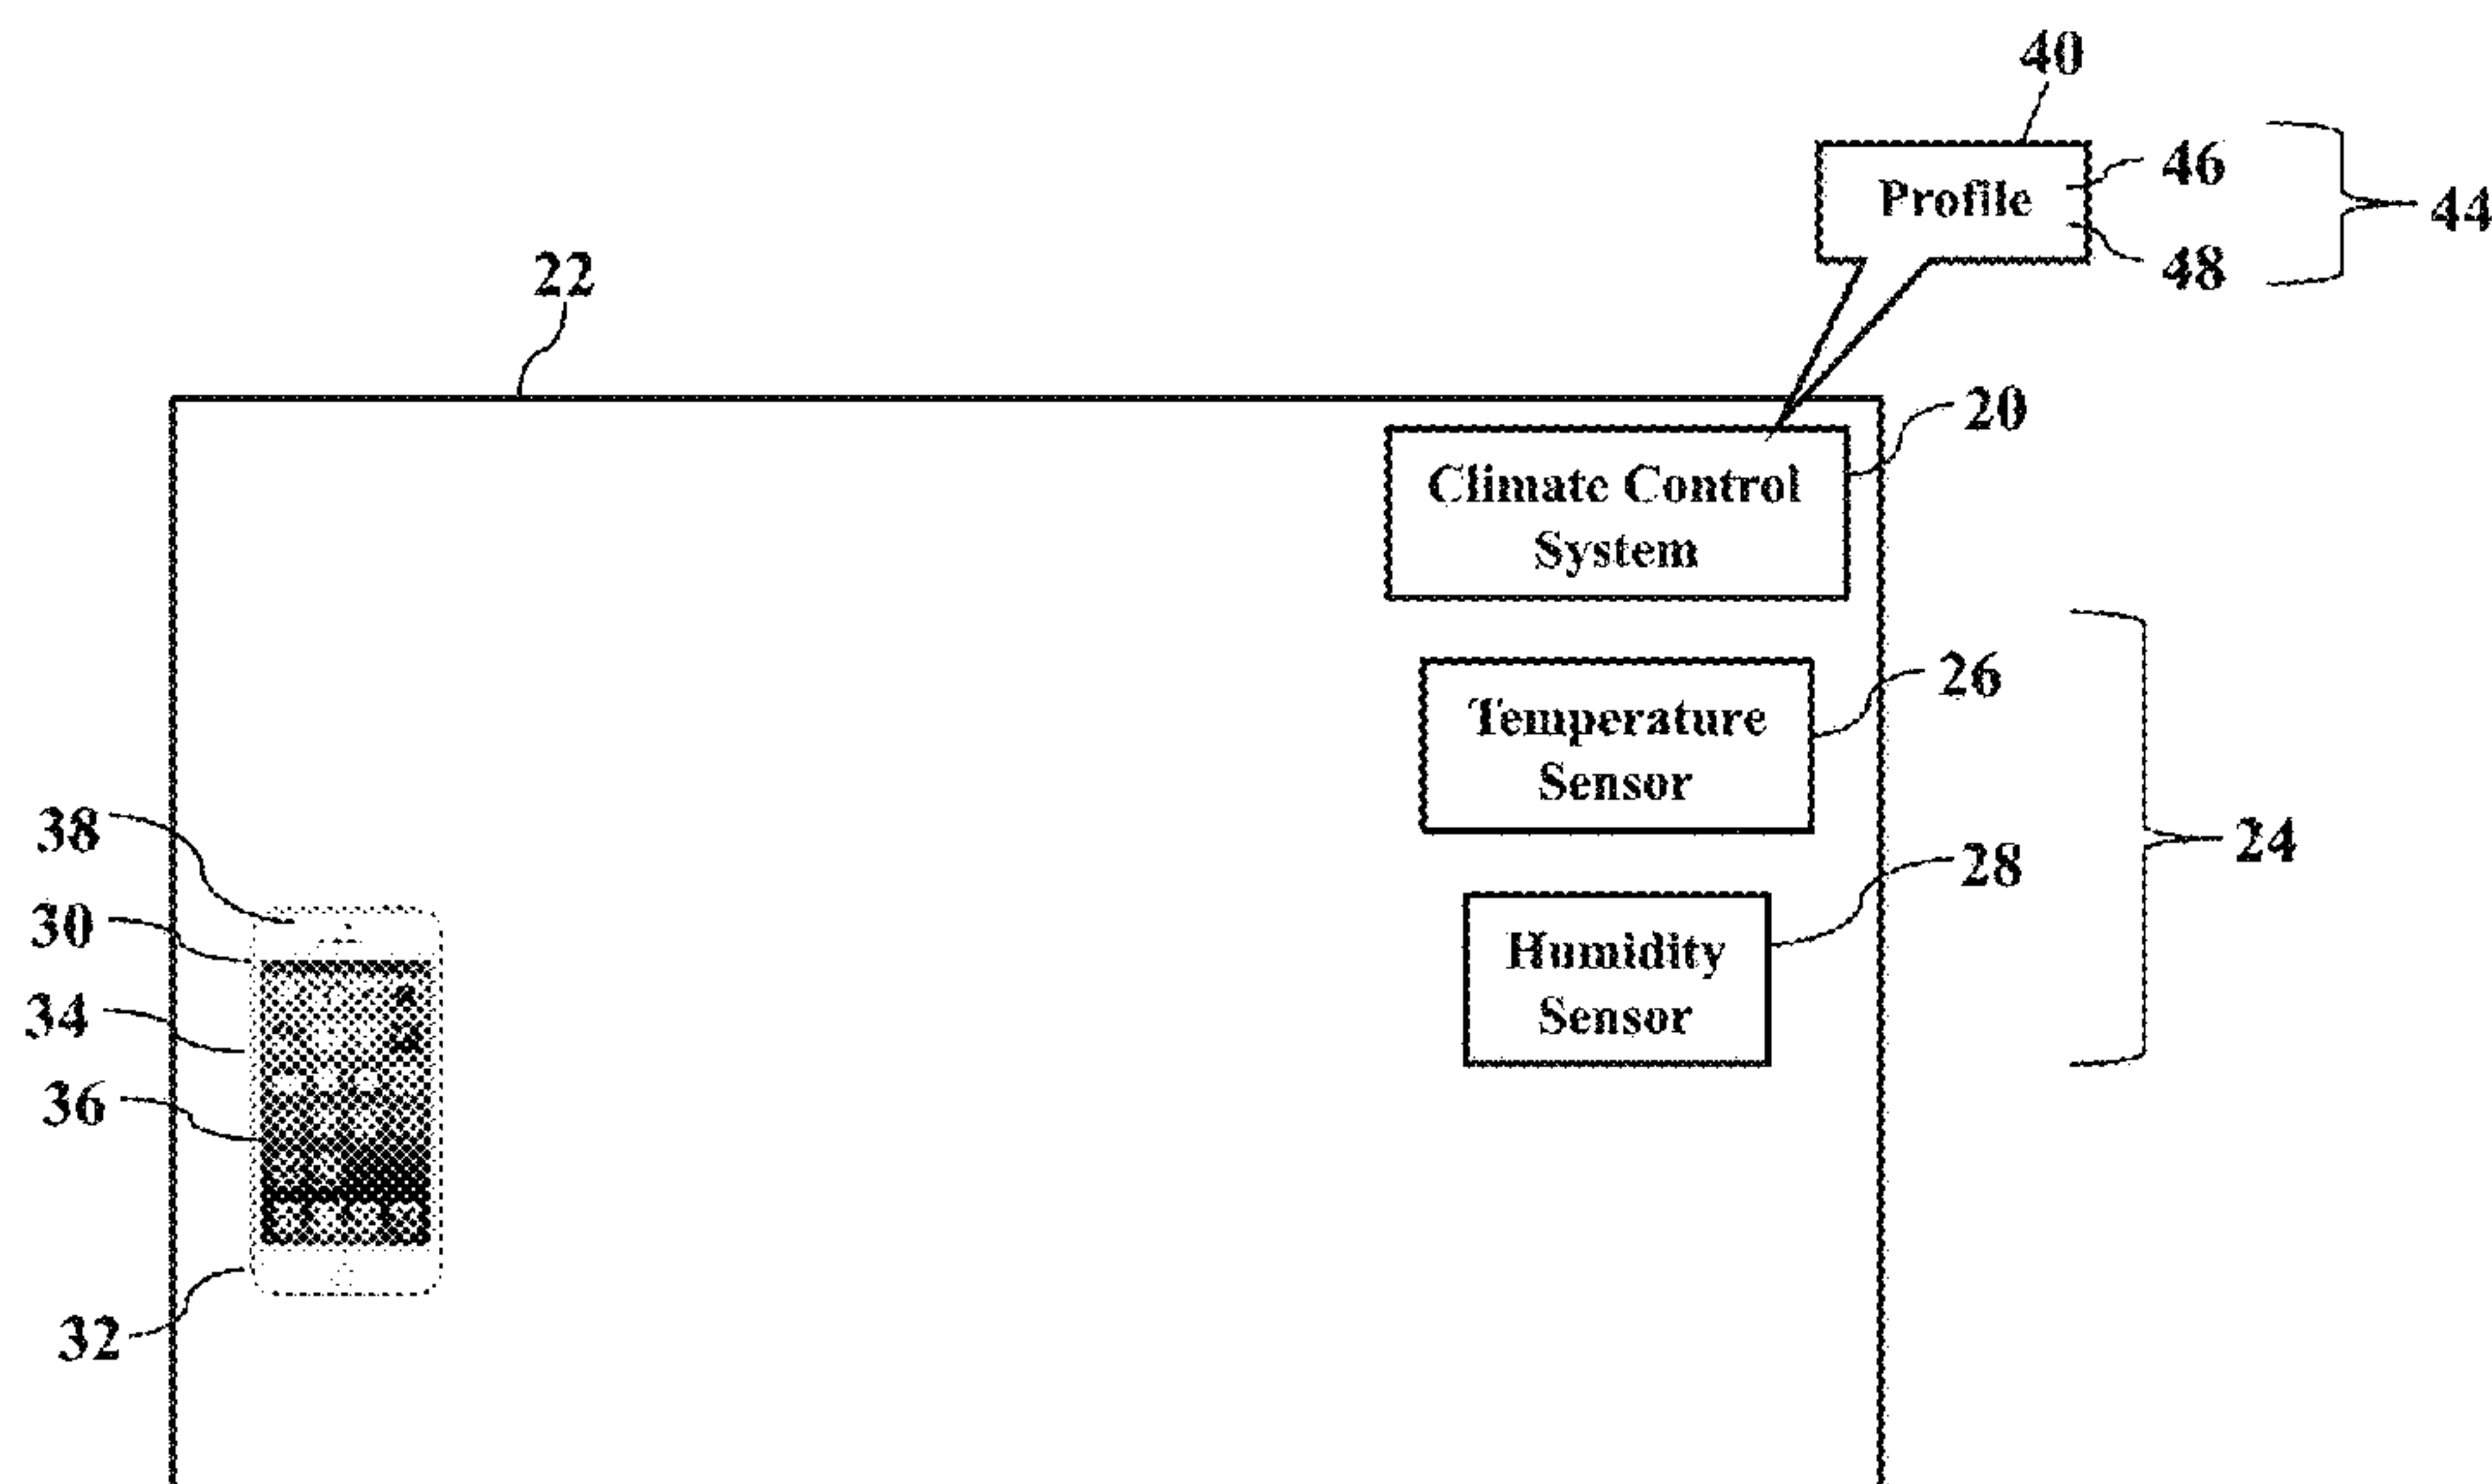 40
46
Profile
44
48
22
20
Climate Control
System
26
Temperature
Sensor
38
24
28
30
Humidity
Sensor
34
36
32